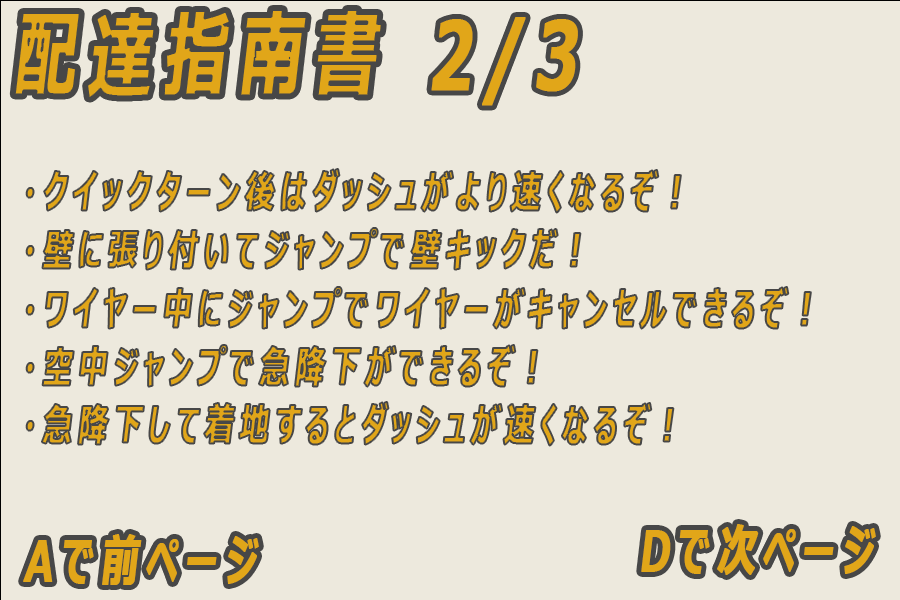 配達指南書 2/3
・クイックターン後はダッシュがより速くなるぞ！
・壁に張り付いてジャンプで壁キックだ！
・ワイヤー中にジャンプでワイヤーがキャンセルできるぞ！
・空中ジャンプで急降下ができるぞ！
・急降下して着地するとダッシュが速くなるぞ！
Aで前ページ
Dで次ページ